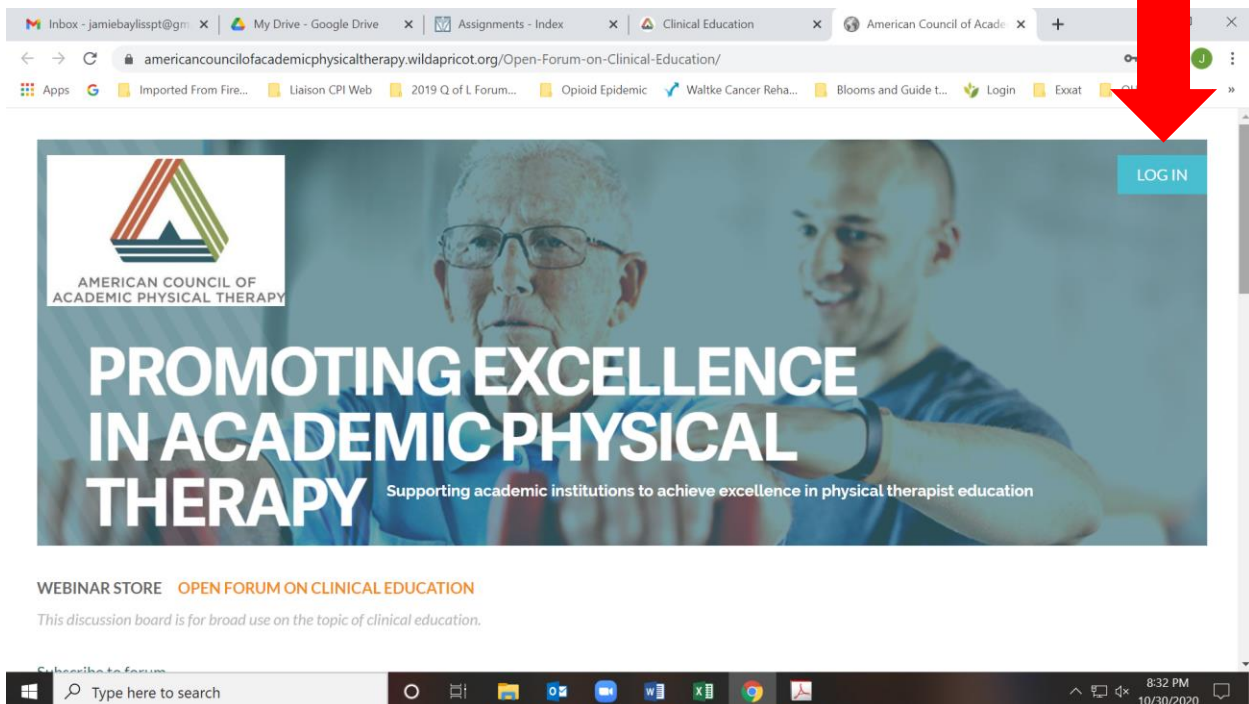 Inbox - jamiebaylisspt@gm
My Drive - Google Drive
Assignments - Index
Clinical Education
American Council of Acade
americancouncilofacademicphysicaltherapy.wildapricot.org/Open-Forum-on-Clinical-Education/
J
Apps
G
Imported From Fire...
Liaison CPI Web
2019 Q of L Forum...
Opioid Epidemic
Waltke Cancer Reha...
Blooms and Guide t...
Login
Exxat
»
LOG IN
AMERICAN COUNCIL OF
ACADEMIC PHYSICAL THERAPY
PROMOTING EXCELLENCE
IN ACADEMIC PHYSICAL
THERAPY
Supporting academic institutions to achieve excellence in physical therapist education
WEBINAR STORE OPEN FORUM ON CLINICAL EDUCATION
This discussion board is for broad use on the topic of clinical education.
Subscribe to forum
Type here to search
8:32 PM
10/30/2020